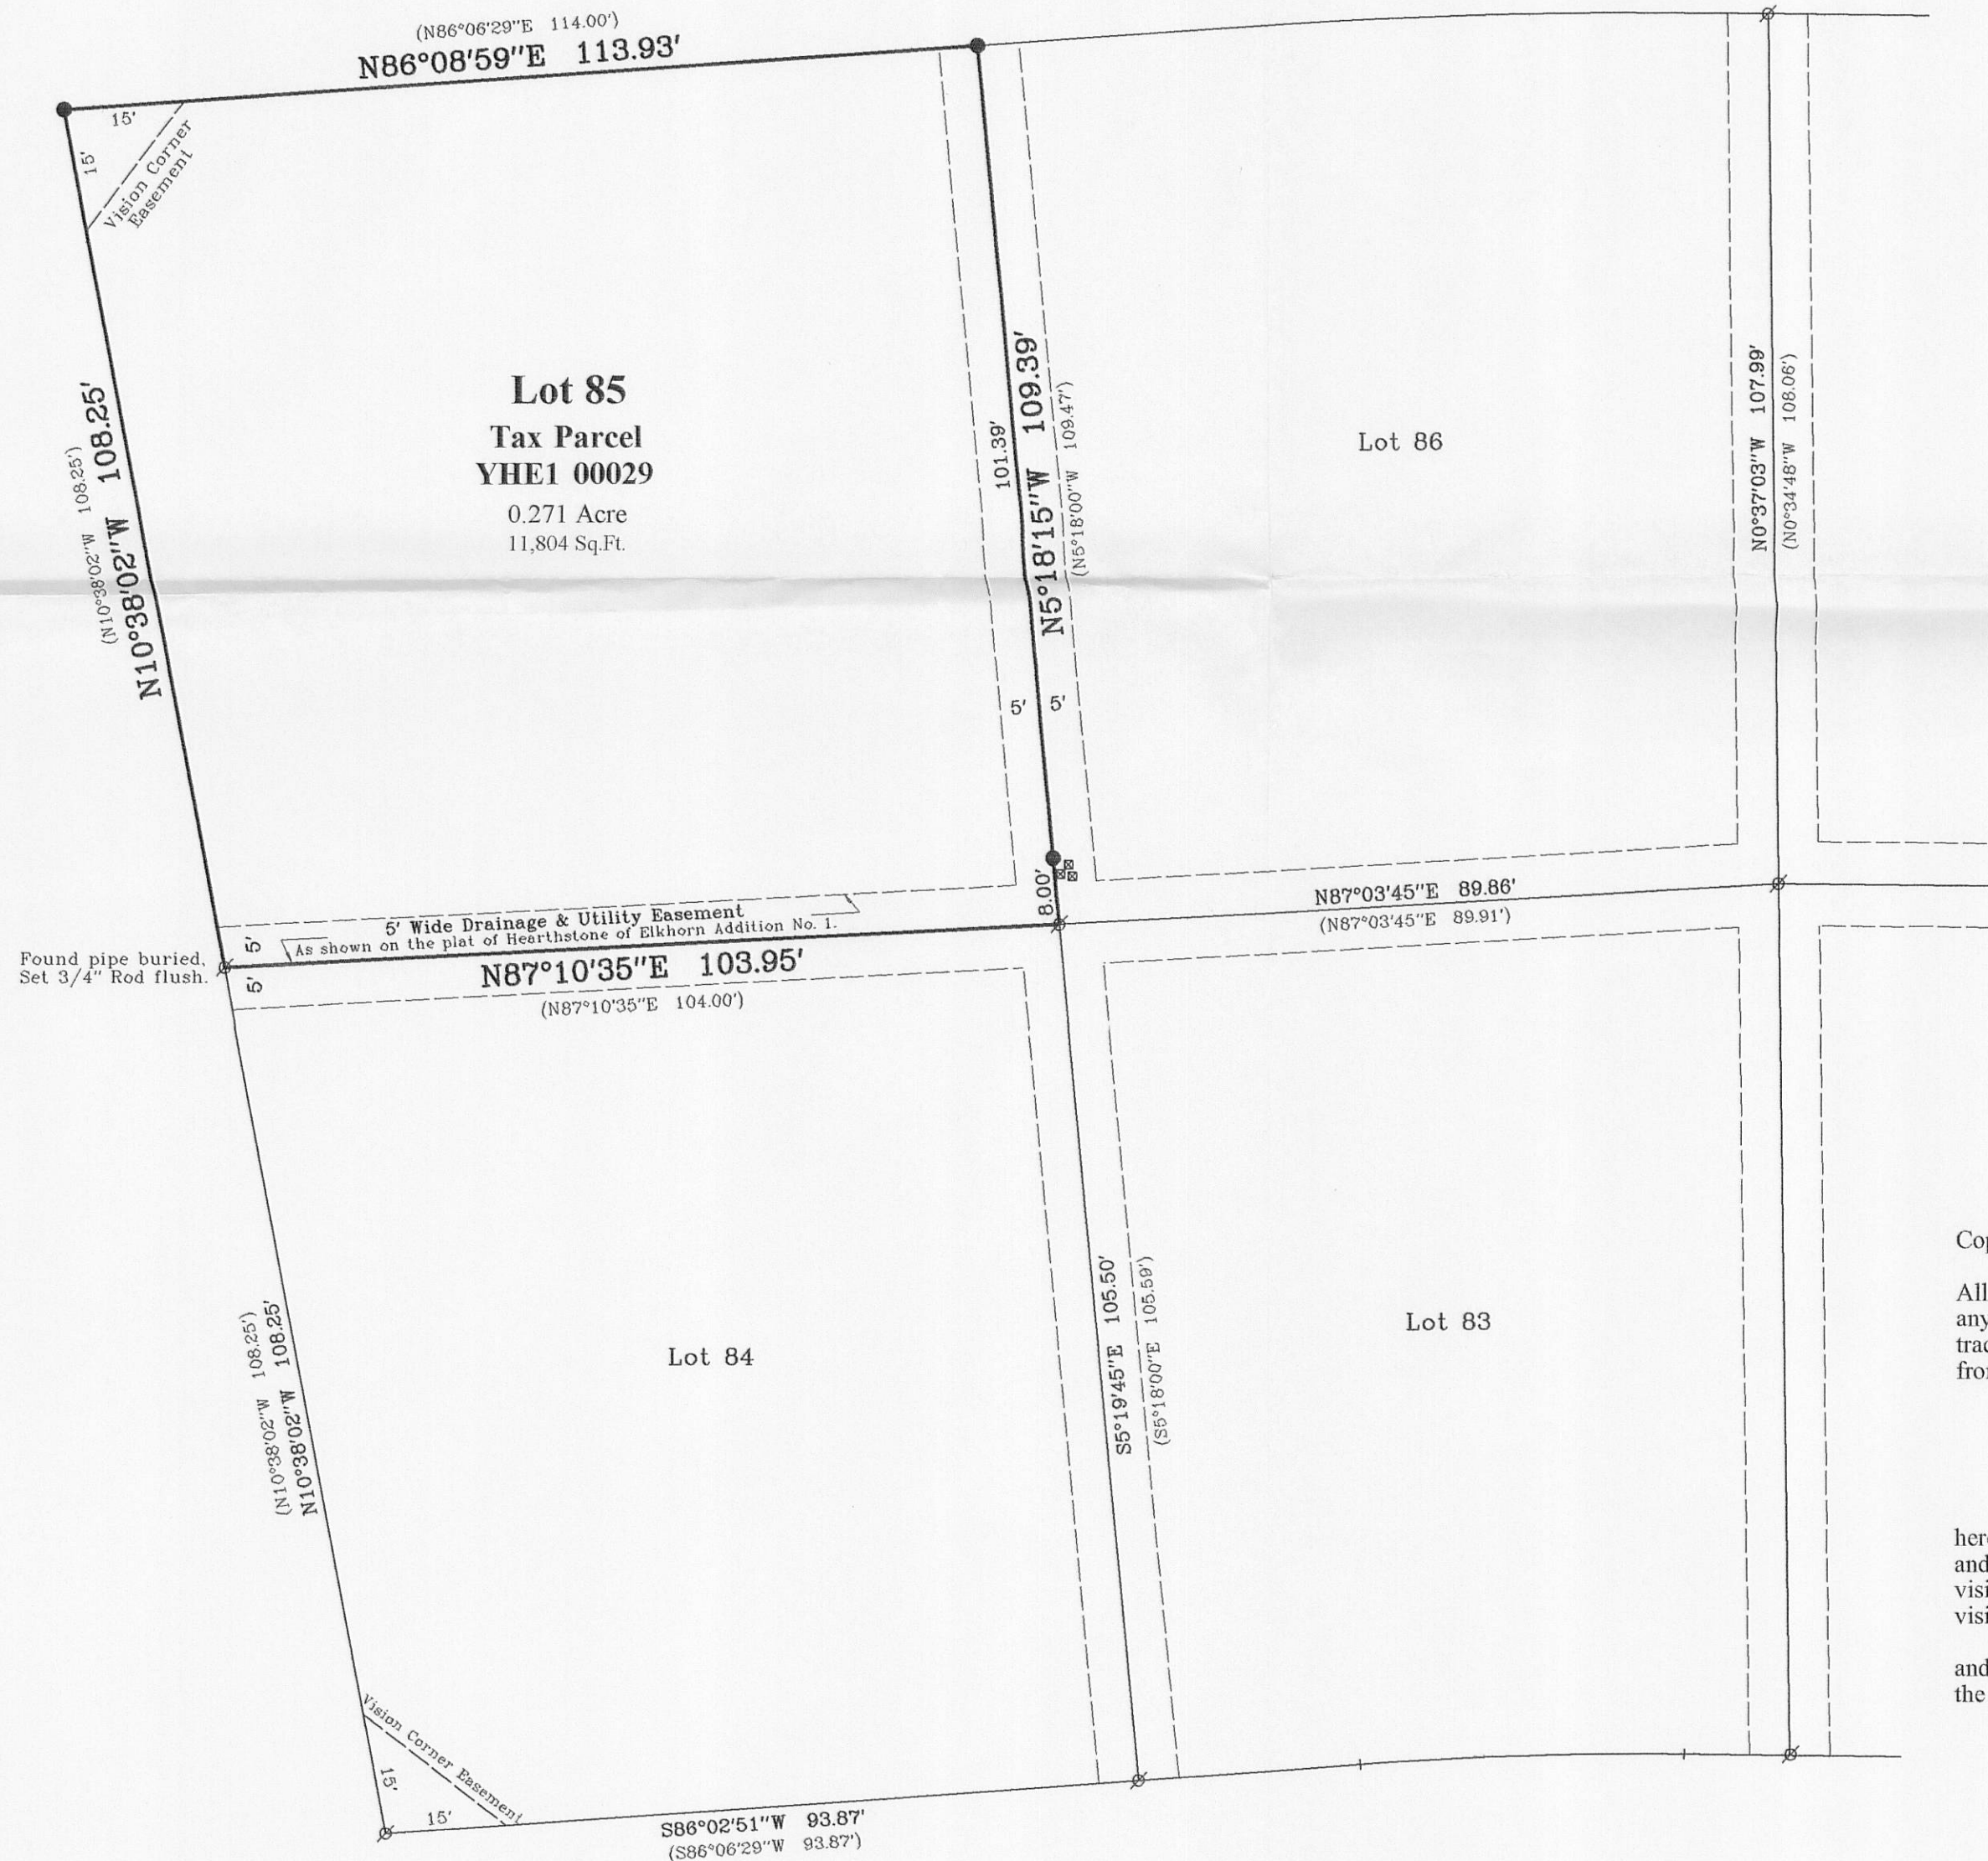 (N86°06'29"E 114.00')
N86°08'59"E 113.93'
15'
15'
Vision Corner
Easement
Lot 85
Tax Parcel
YHE1 00029
0.271 Acre
11,804 Sq.Ft.
(N10°38'02"W 108.25')
N10°38'02"W 108.25'
101.39'
N5°18'15"W 109.39'
(N5°18'00"W 109.47')
5'
5'
Lot 86
N0°37'03"W 107.99'
(N0°34'48"W 108.06')
8.00'
5' Wide Drainage & Utility Easement
As shown on the plat of Hearthstone of Elkhorn Addition No. 1.
5'
5'
Found pipe buried,
Set 3/4" Rod flush.
N87°10'35"E 103.95'
(N87°10'35"E 104.00')
N87°03'45"E 89.86'
(N87°03'45"E 89.91')
(N10°38'02"W 108.25')
N10°38'02"W 108.25'
Lot 84
S5°19'45"E 105.50'
(S5°18'00"E 105.59')
Lot 83
Vision Corner Easement
15'
15'
S86°02'51"W 93.87'
(S86°06'29"W 93.87')
All
any
and
and
the